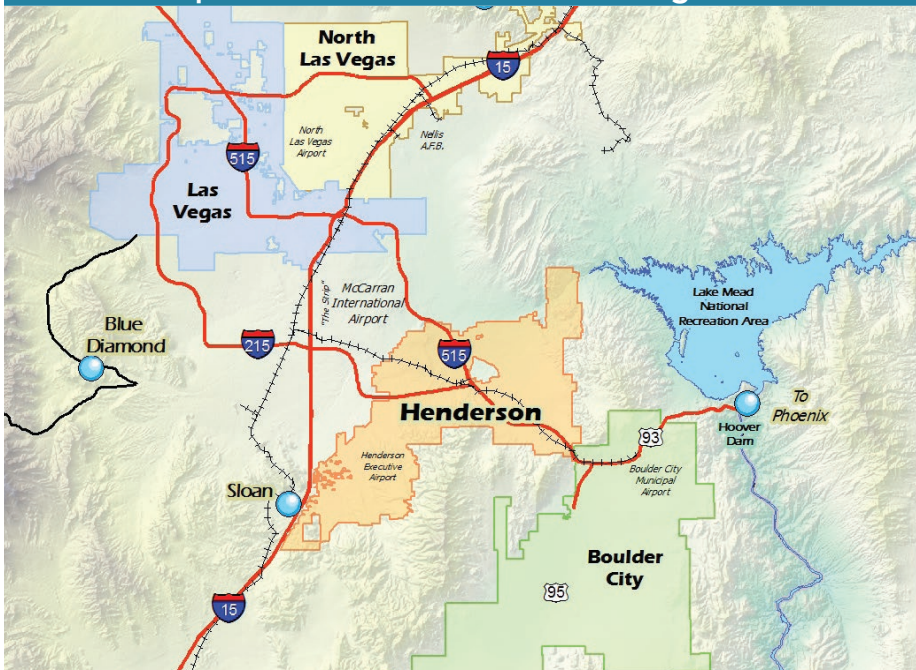 North
Las Vegas
15
North
Las Vegas
Airport
Nellis
A.F.B.
515
Las
Vegas
"The Strip"
McCarran
International
Airport
Lake Mead
National
Recreation Area
Blue
Diamond
215
515
To
Phoenix
Henderson
93
Hoover
Dam
Henderson
Executive
Airport
Boulder City
Municipal
Airport
Sloan
Boulder
City
95
15